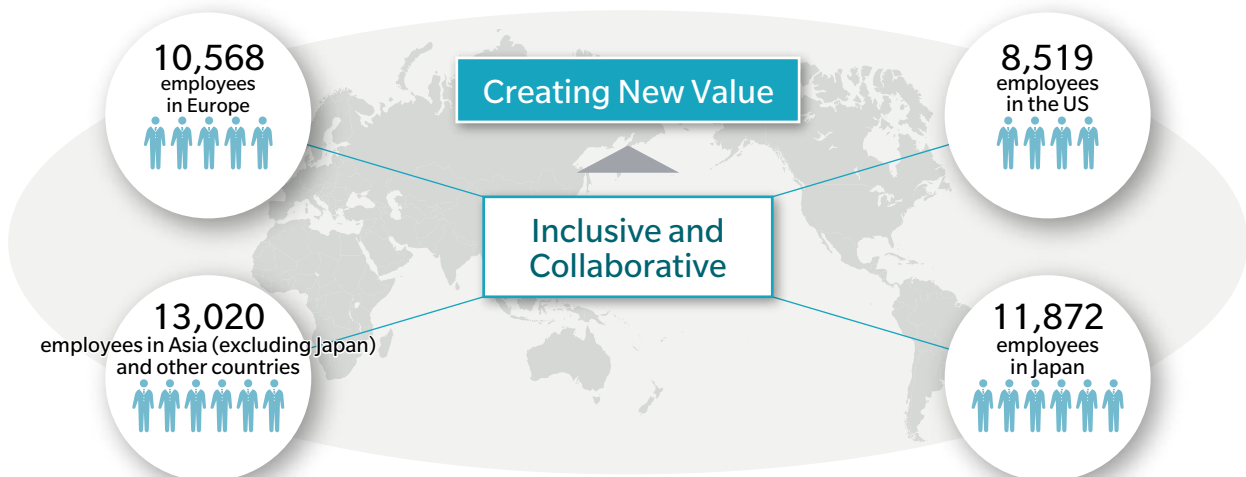 10,568
employees
in Europe
Creating New Value
8,519
employees
in the US
Inclusive and
Collaborative
13,020
employees in Asia (excluding Japan)
and other countries
11,872
employees
in Japan